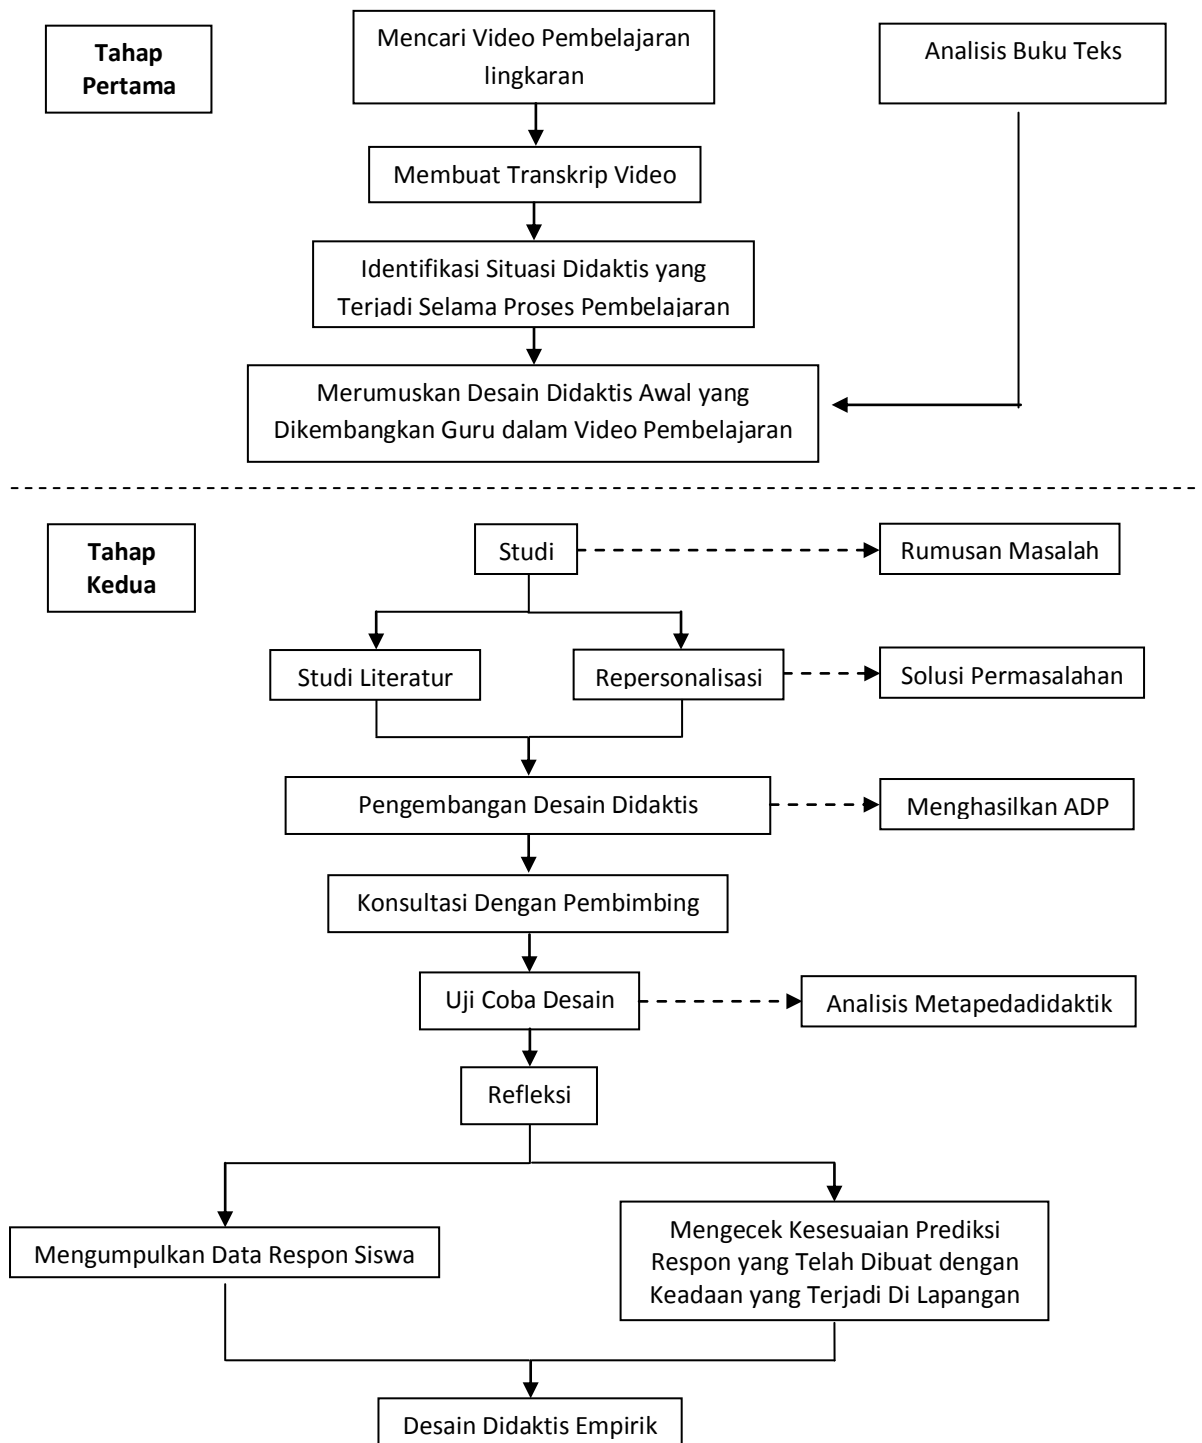 Tahap
Pertama
Mencari Video Pembelajaran
lingkaran
Analisis Buku Teks
Membuat Transkrip Video
Identifikasi Situasi Didaktis yang
Terjadi Selama Proses Pembelajaran
Merumuskan Desain Didaktis Awal yang
Dikembangkan Guru dalam Video Pembelajaran
Tahap
Kedua
Studi
Rumusan Masalah
Studi Literatur
Repersonalisasi
Solusi Permasalahan
Pengembangan Desain Didaktis
Menghasilkan ADP
Konsultasi Dengan Pembimbing
Uji Coba Desain
Analisis Metapedadidaktik
Refleksi
Mengumpulkan Data Respon Siswa
Mengecek Kesesuaian Prediksi
Respon yang Telah Dibuat dengan
Keadaan yang Terjadi Di Lapangan
Desain Didaktis Empirik